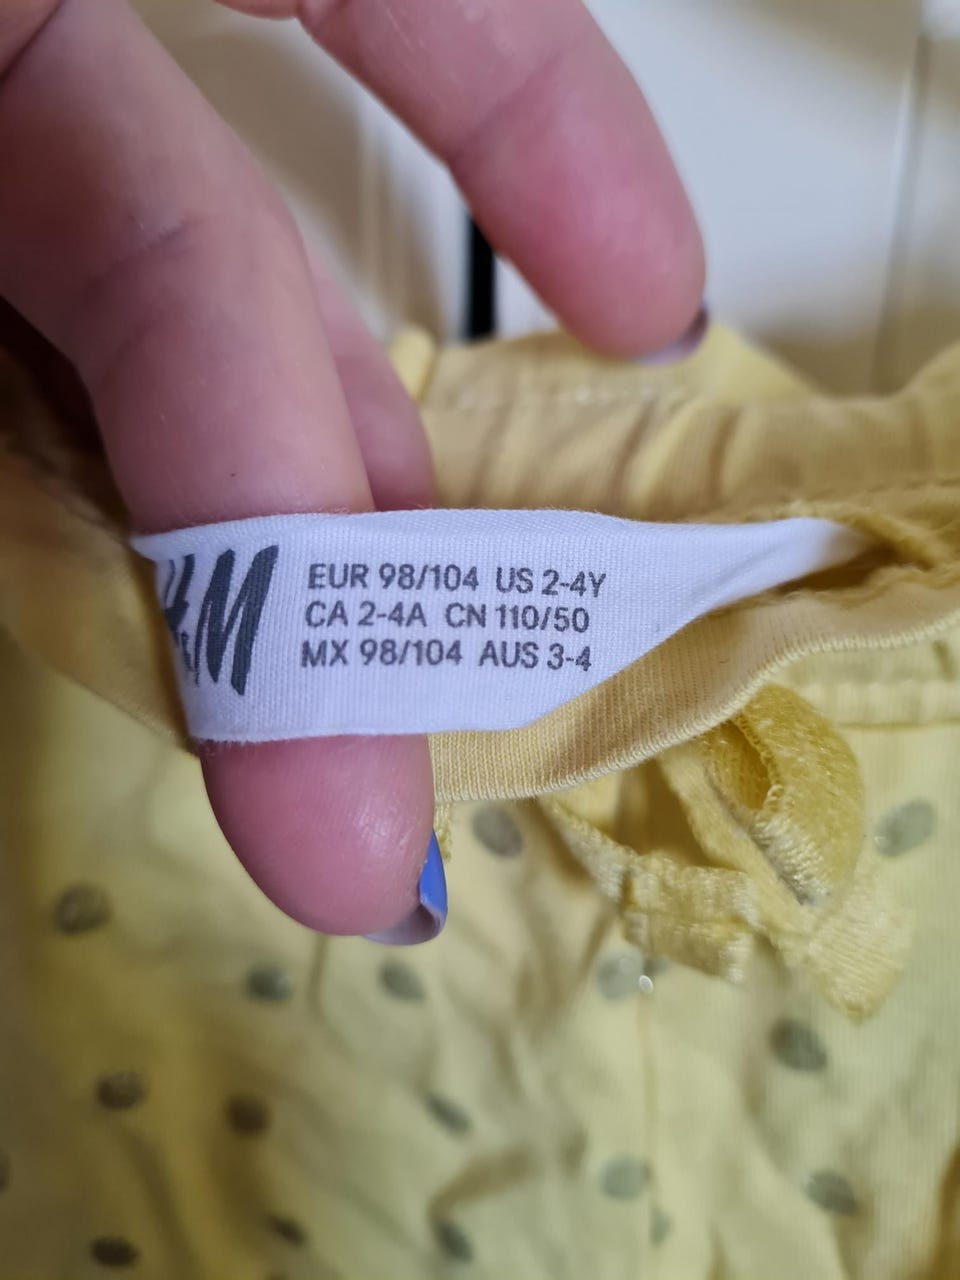 H&M
EUR 98/104 US 2-4Y
CA 2-4A CN 110/50
MX 98/104 AUS 3-4